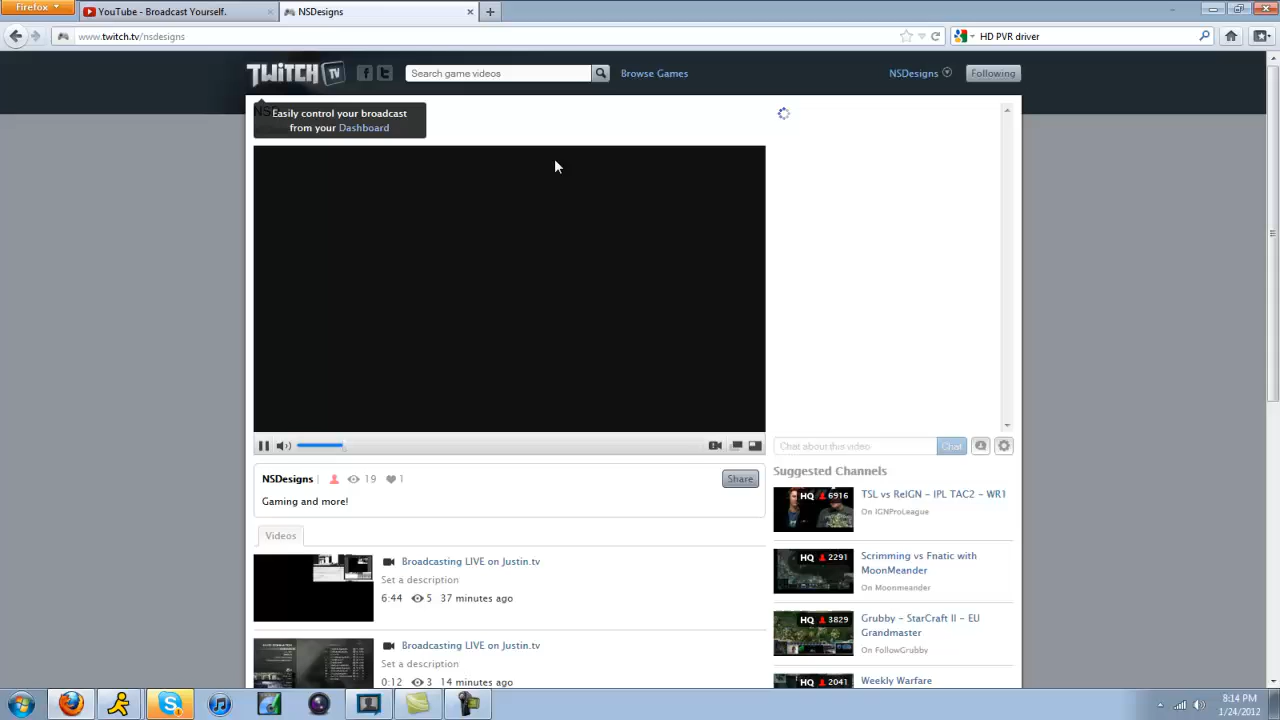 Firefox
YouTube - Broadcast Yourself.
NSDesigns
www.twitch.tv/nsdesigns
HD PVR driver
TWiTCH TV
Search game videos
Browse Games
NSDesigns
Following
Easily control your broadcast
from your Dashboard
Chat about this video
Chat
NSDesigns
19
1
Share
Gaming and more!
Videos
Broadcasting LIVE on Justin.tv
Set a description
6:44
5
37 minutes ago
Broadcasting LIVE on Justin.tv
Set a description
0:12
3
14 minutes ago
Suggested Channels
HQ 6916
TSL vs ReIGN - IPL TAC2 - WR1
On IGNProLeague
HQ 2291
Scrimming vs Fnatic with
MoonMeander
On Moonmeander
HQ 3829
Grubby - StarCraft II - EU
Grandmaster
On FollowGrubby
HQ 2041
Weekly Warfare
8:14 PM
1/24/2012